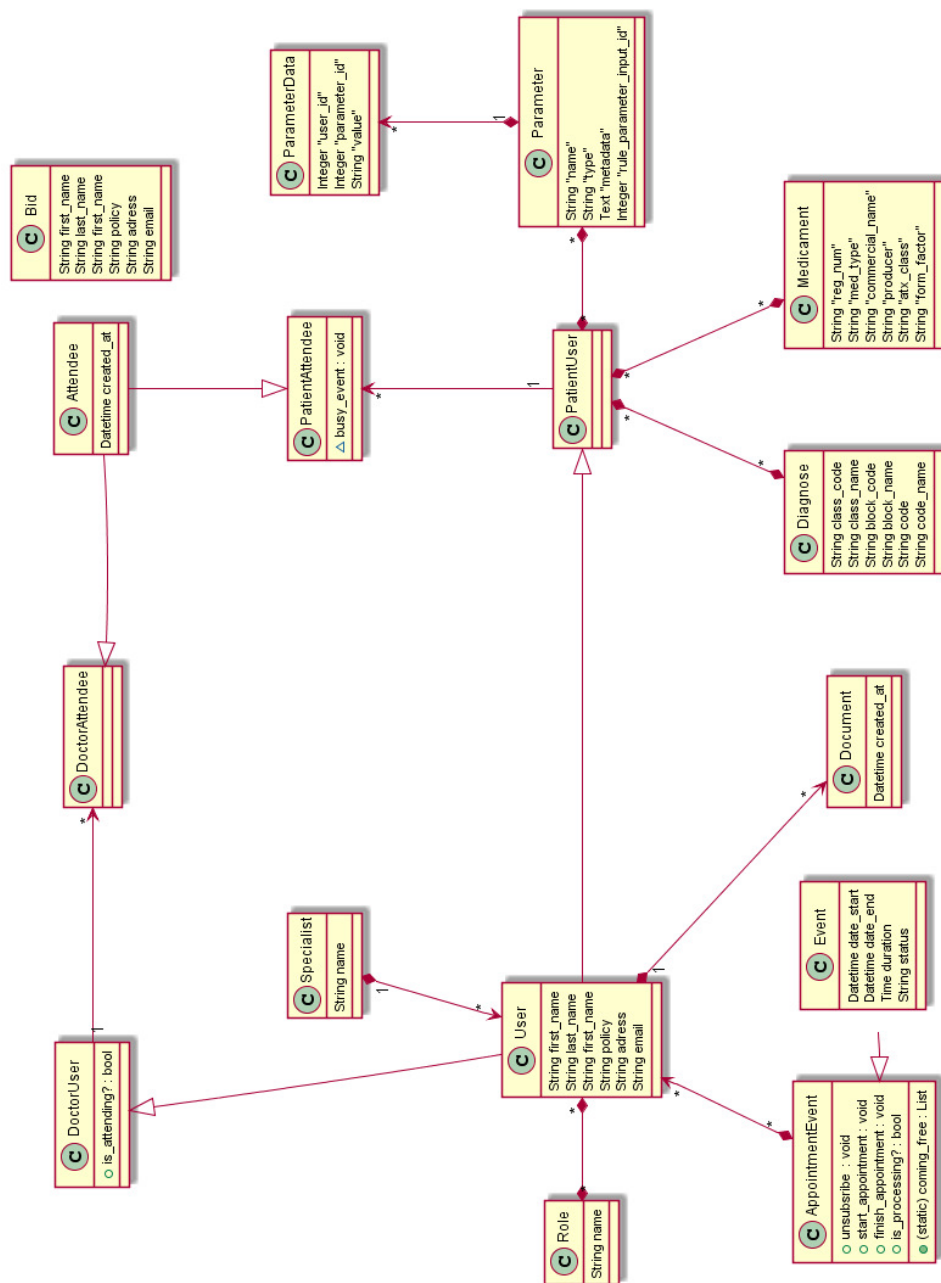 C DoctorUser
is_attending? : bool
1
*
C DoctorAttendee
C Attendee
Datetime created_at
C Bid
String first_name
String last_name
String first_name
String policy
String adress
String email
C Specialist
String name
1
*
C PatientAttendee
busy_event : void
*
1
C ParameterData
Integer "user_id"
Integer "parameter_id"
String "value"
*
1
C Role
String name
*
*
C User
String first_name
String last_name
String first_name
String policy
String adress
String email
C PatientUser
*
*
C Parameter
String "name"
String "type"
Text "metadata"
Integer "rule_parameter_input_id"
*
*
1
*
*
*
*
*
C AppointmentEvent
unsubsribe : void
start_appointment : void
finish_appointment : void
is_processing? : bool
(static) coming_free : List
C Event
Datetime date_start
Datetime date_end
Time duration
String status
C Document
Datetime created_at
C Diagnose
String class_code
String class_name
String block_code
String block_name
String code
String code_name
C Medicament
String "reg_num"
String "med_type"
String "commercial_name"
String "producer"
String "atx_class"
String "form_factor"